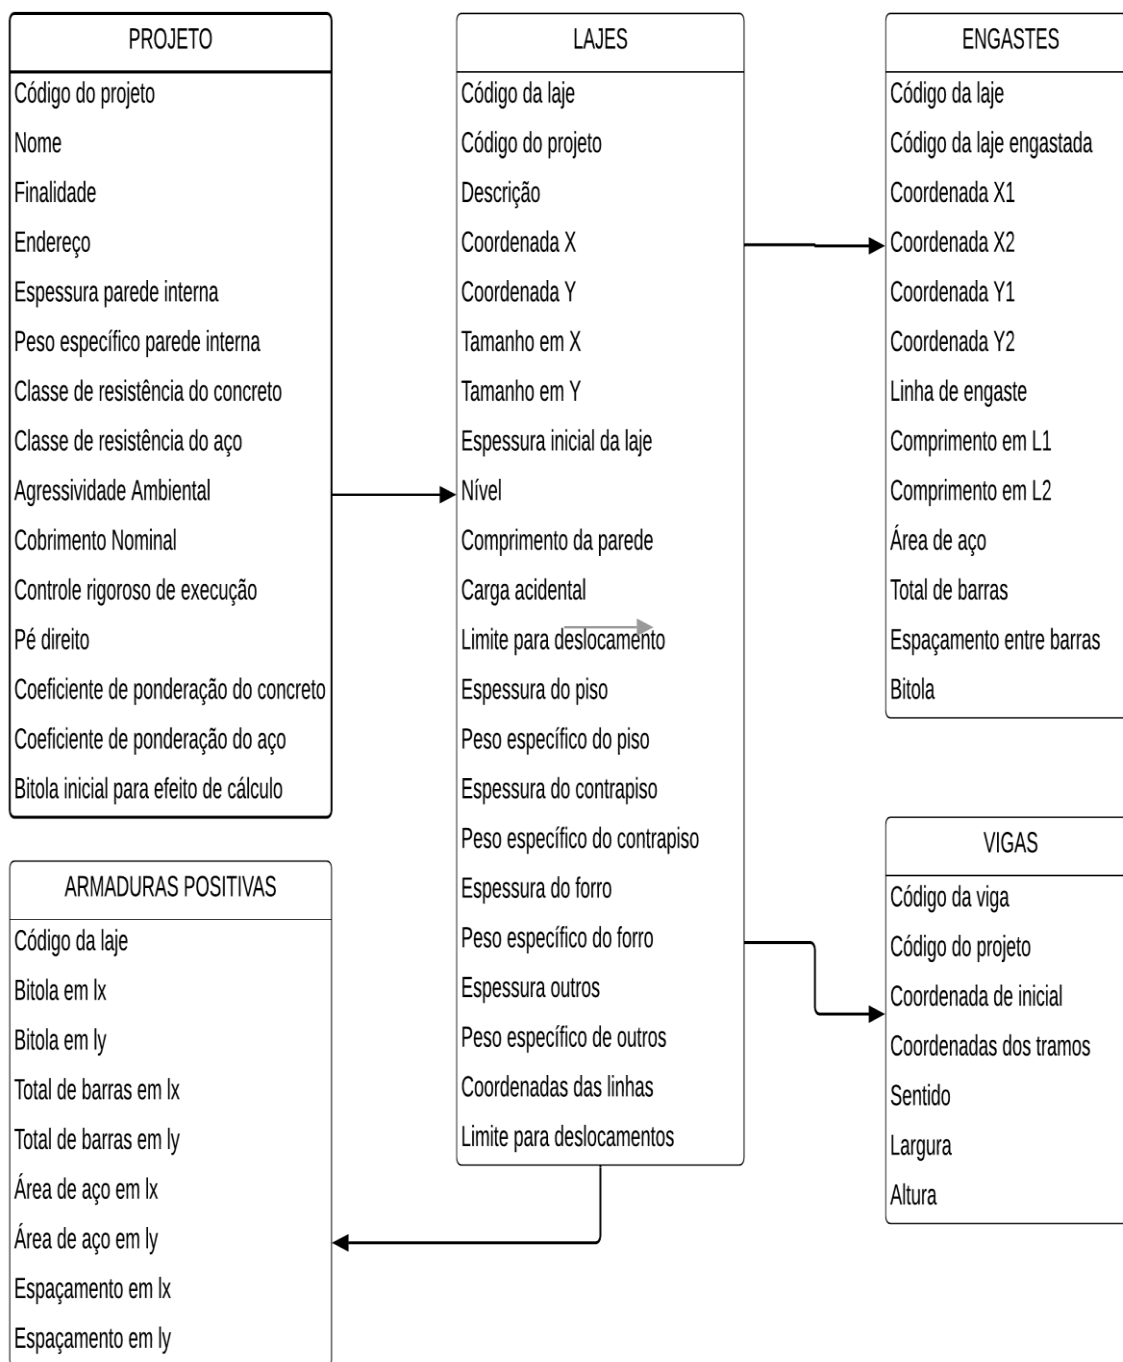 PROJETO
Código do projeto
Nome
Finalidade
Endereço
Espessura parede interna
Peso específico parede interna
Classe de resistência do concreto
Classe de resistência do aço
Agressividade Ambiental
Cobrimento Nominal
Controle rigoroso de execução
Pé direito
Coeficiente de ponderação do concreto
Coeficiente de ponderação do aço
Bitola inicial para efeito de cálculo
ARMADURAS POSITIVAS
Código da laje
Bitola em lx
Bitola em ly
Total de barras em lx
Total de barras em ly
Área de aço em lx
Área de aço em ly
Espaçamento em lx
Espaçamento em ly
LAJES
Código da laje
Código do projeto
Descrição
Coordenada X
Coordenada Y
Tamanho em X
Tamanho em Y
Espessura inicial da laje
Nível
Comprimento da parede
Carga acidental
Limite para deslocamento
Espessura do piso
Peso específico do piso
Espessura do contrapiso
Peso específico do contrapiso
Espessura do forro
Peso específico do forro
Espessura outros
Peso específico de outros
Coordenadas das linhas
Limite para deslocamentos
ENGASTES
Código da laje
Código da laje engastada
Coordenada X1
Coordenada X2
Coordenada Y1
Coordenada Y2
Linha de engaste
Comprimento em L1
Comprimento em L2
Área de aço
Total de barras
Espaçamento entre barras
Bitola
VIGAS
Código da viga
Código do projeto
Coordenada de inicial
Coordenadas dos tramos
Sentido
Largura
Altura